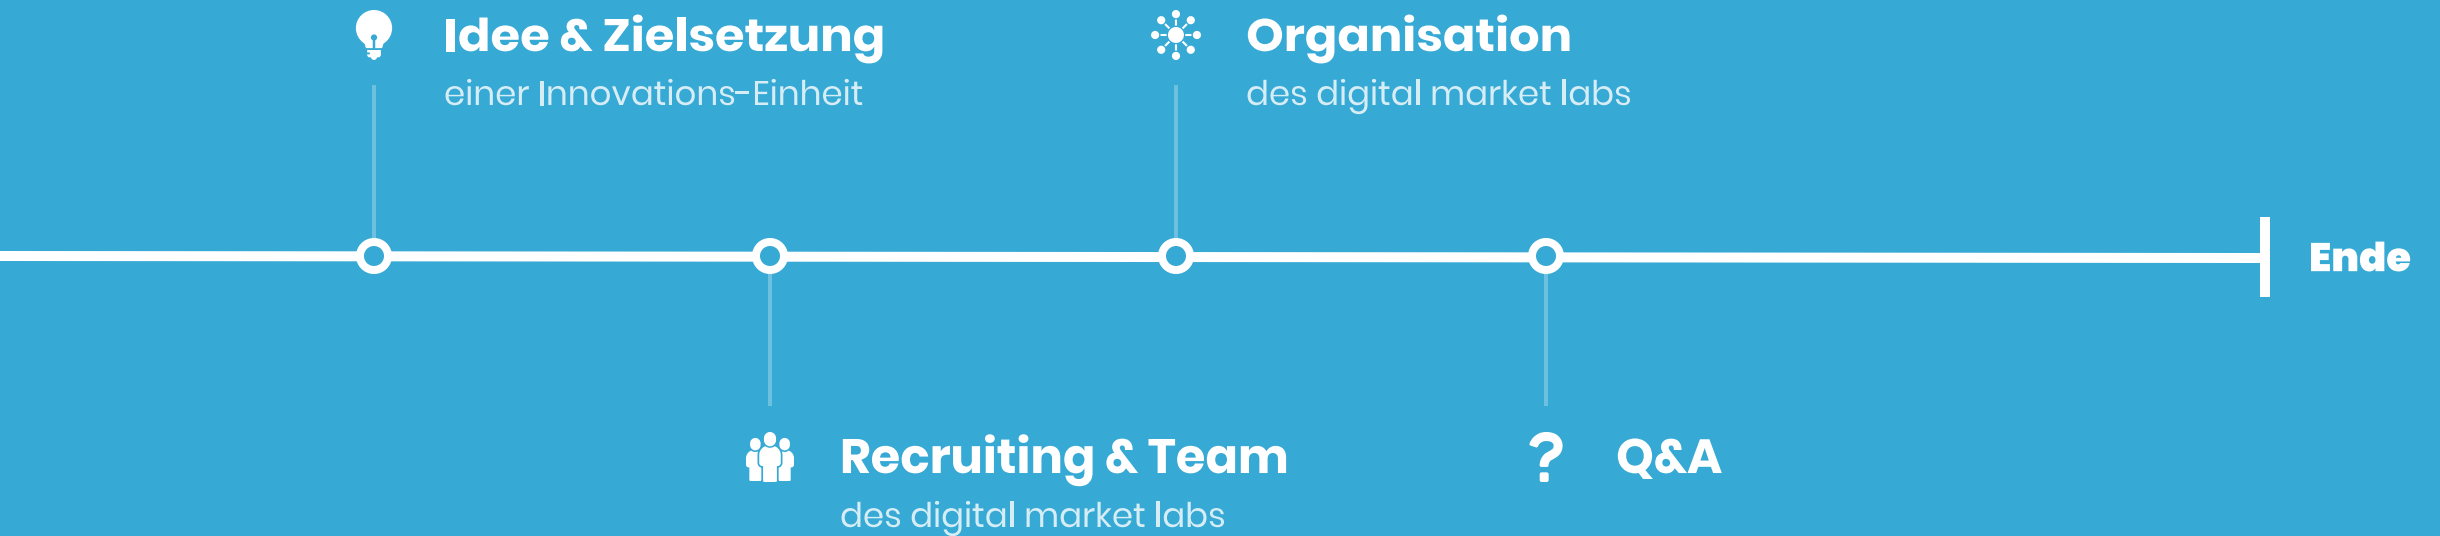 Idee & Zielsetzung
einer Innovations-Einheit
Organisation
des digital market labs
Ende
Recruiting & Team
des digital market labs
? Q&A